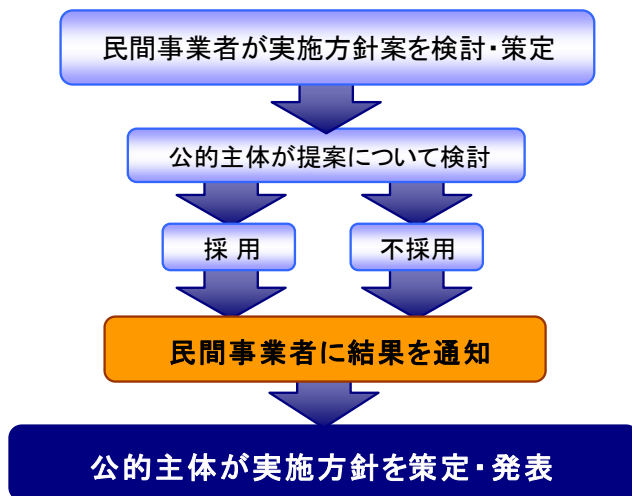 民間事業者が実施方針案を検討・策定
公的主体が提案について検討
採 用
不採用
民間事業者に結果を通知
公的主体が実施方針を策定・発表